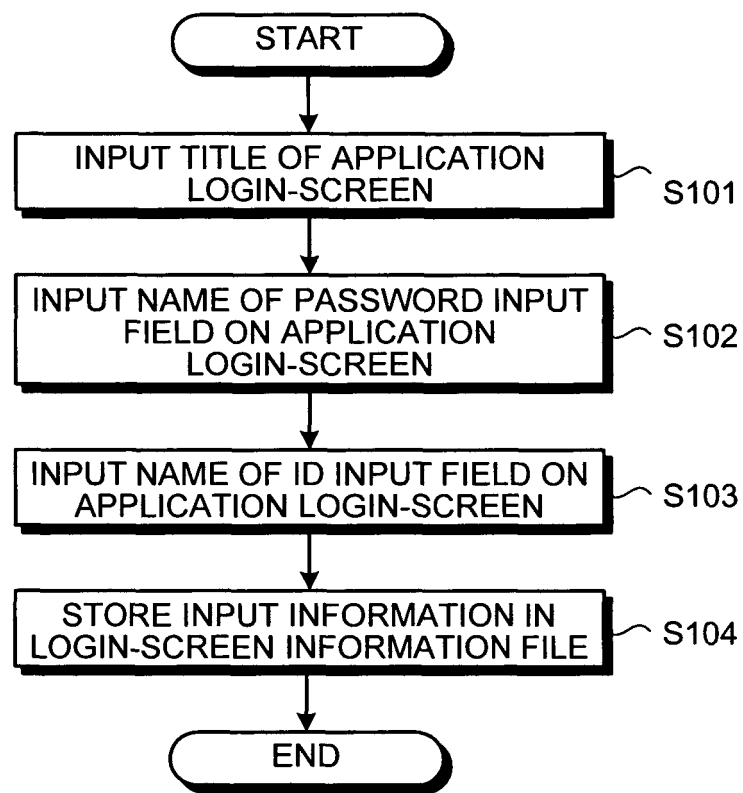 START
INPUT TITLE OF APPLICATION
LOGIN-SCREEN
S101
INPUT NAME OF PASSWORD INPUT
FIELD ON APPLICATION
LOGIN-SCREEN
S102
INPUT NAME OF ID INPUT FIELD ON
APPLICATION LOGIN-SCREEN
S103
STORE INPUT INFORMATION IN
LOGIN-SCREEN INFORMATION FILE
S104
END